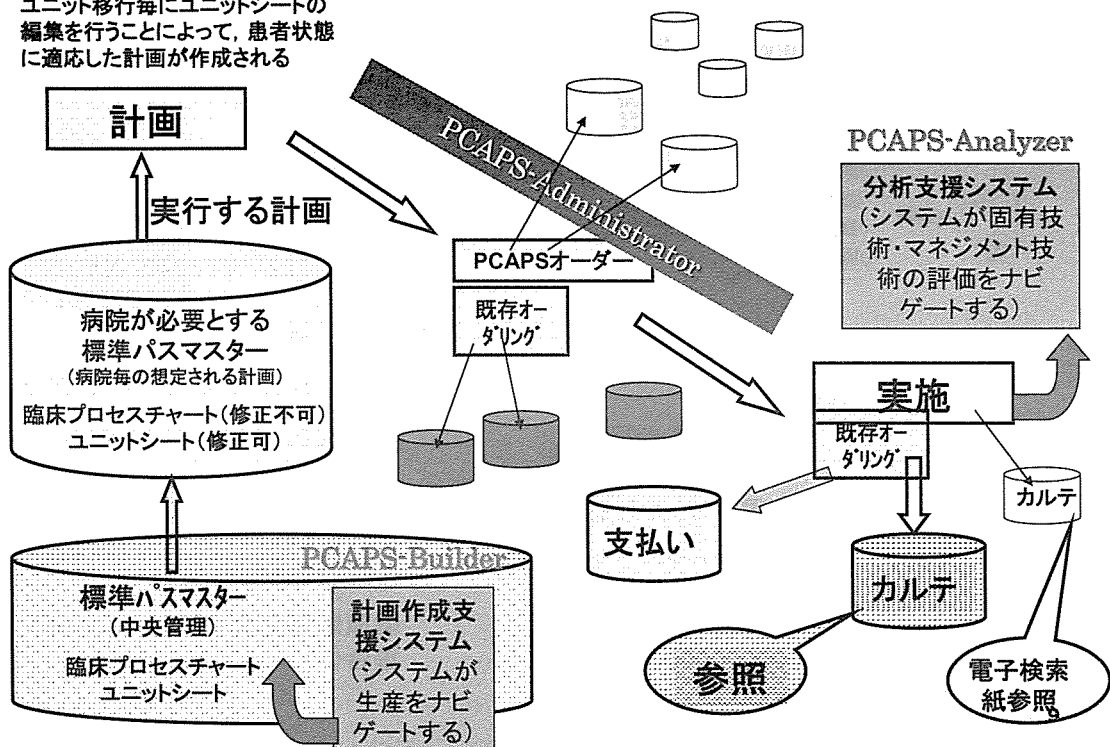 ユニット移行毎にユニットシートの
編集を行うことによって，患者状態
に適応した計画が作成される
計画
実行する計画
病院が必要とする
標準パスマスター
(病院毎の想定される計画)
臨床プロセスチャート(修正不可)
ユニットシート(修正可)
PCAPS-Builder
標準パスマスター
(中央管理)
臨床プロセスチャート
ユニットシート
計画作成支
援システム
(システムが
生産をナビ
ゲートする)
PCAPS-Administrator
PCAPSオーダー
既存オー
ダリング
PCAPS-Analyzer
分析支援システム
(システムが固有技
術・マネジメント技
術の評価をナビ
ゲートする)
実施
既存オー
ダリング
支払い
カルテ
カルテ
参照
電子検索
紙参照
9